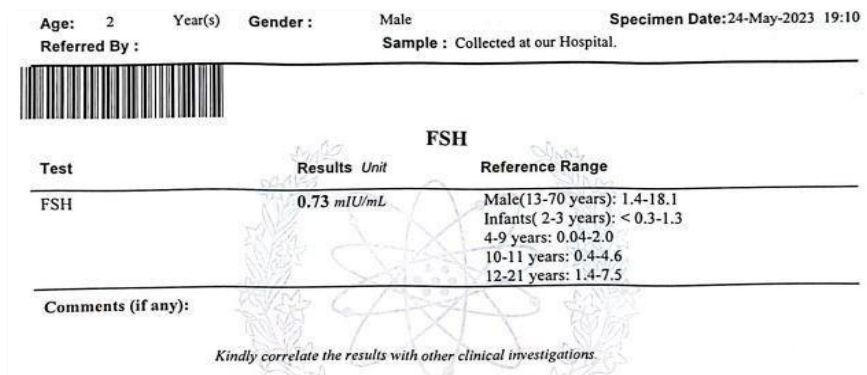 Age: 2 Year(s) Gender : Male Specimen Date:24-May-2023 19:10
Referred By : Sample : Collected at our Hospital.
FSH
Test Results Unit Reference Range
FSH 0.73 mIU/mL Male(13-70 years): 1.4-18.1
Infants( 2-3 years): < 0.3-1.3
4-9 years: 0.04-2.0
10-11 years: 0.4-4.6
12-21 years: 1.4-7.5
Comments (if any):
Kindly correlate the results with other clinical investigations.